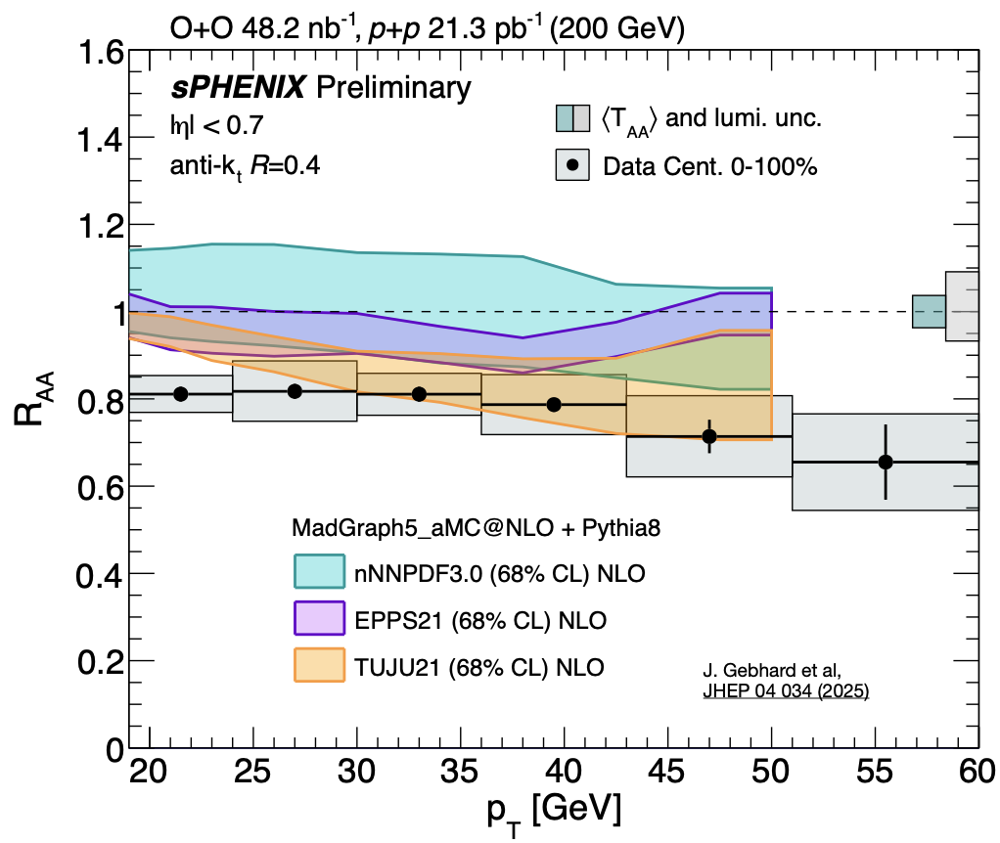 O+O 48.2 nb⁻¹, p+p 21.3 pb⁻¹ (200 GeV)
sPHENIX Preliminary
|η| < 0.7
anti-kₜ R=0.4
⟨T_AA⟩ and lumi. unc.
Data Cent. 0-100%
R_AA
1.6
1.4
1.2
1
0.8
0.6
0.4
0.2
0
MadGraph5_aMC@NLO + Pythia8
nNNPDF3.0 (68% CL) NLO
EPPS21 (68% CL) NLO
TUJU21 (68% CL) NLO
J. Gebhard et al,
JHEP 04 034 (2025)
20 25 30 35 40 45 50 55 60
p_T [GeV]